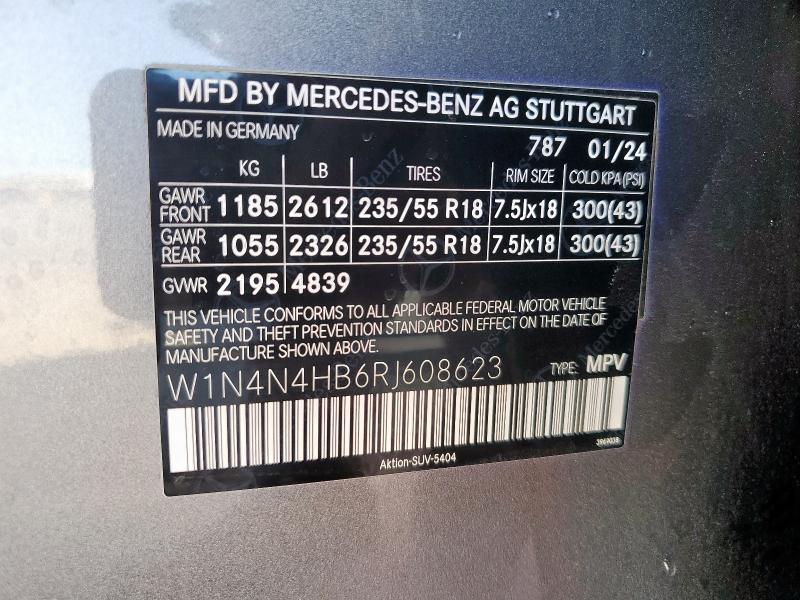 MFD BY MERCEDES-BENZ AG STUTTGART
MADE IN GERMANY
787 01/24
KG LB TIRES RIM SIZE COLD KPA (PSI)
GAWR FRONT 1185 2612 235/55 R18 7.5Jx18 300(43)
GAWR REAR 1055 2326 235/55 R18 7.5Jx18 300(43)
GVWR 2195 4839
THIS VEHICLE CONFORMS TO ALL APPLICABLE FEDERAL MOTOR VEHICLE
SAFETY AND THEFT PREVENTION STANDARDS IN EFFECT ON THE DATE OF
MANUFACTURE SHOWN ABOVE.
W1N4N4HB6RJ608623 TYPE: MPV
3969038
Aktion-SUV-5404